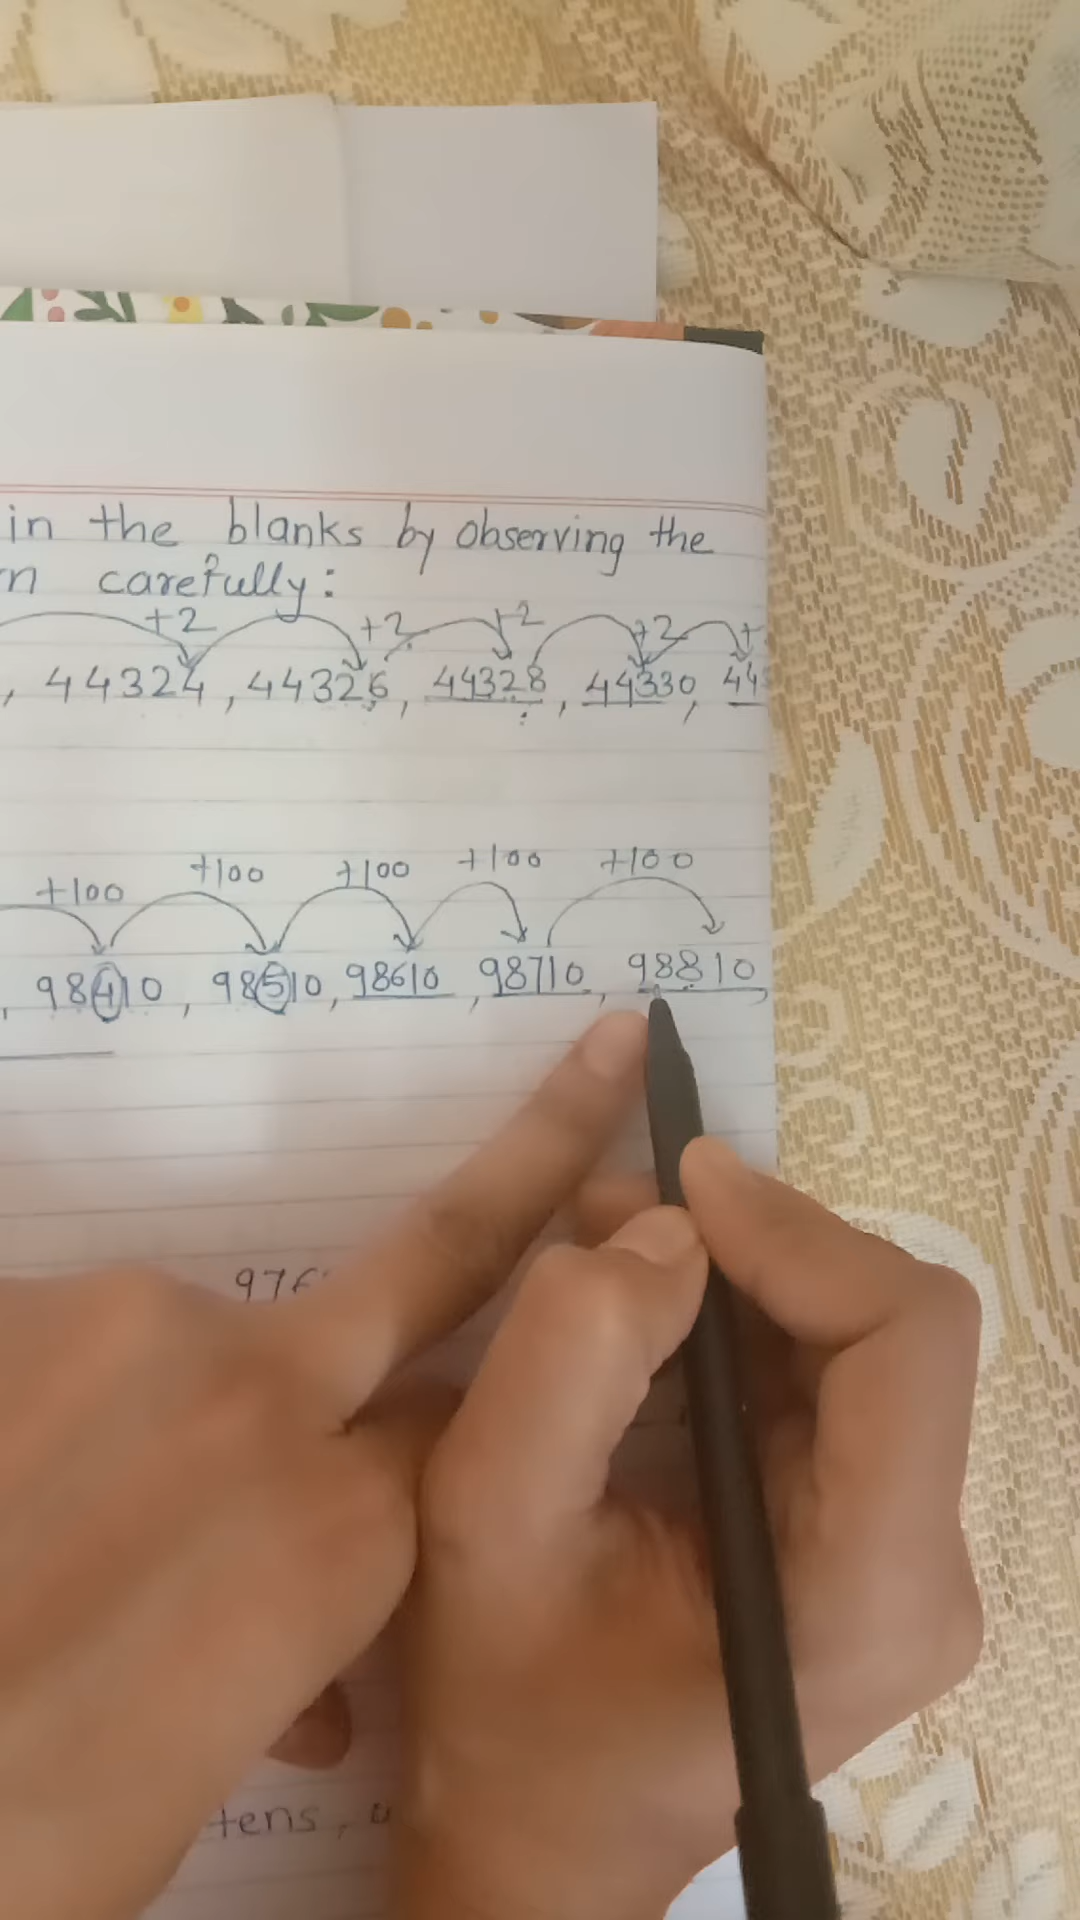 in the blanks by observing the
carefully:
+2 +2 +2 +2 +
, 44324, 44326, 44328, 44330, 44
+100 +100 +100 +100 +100
, 98410, 98510, 98610, 98710, 98810,
976
tens,